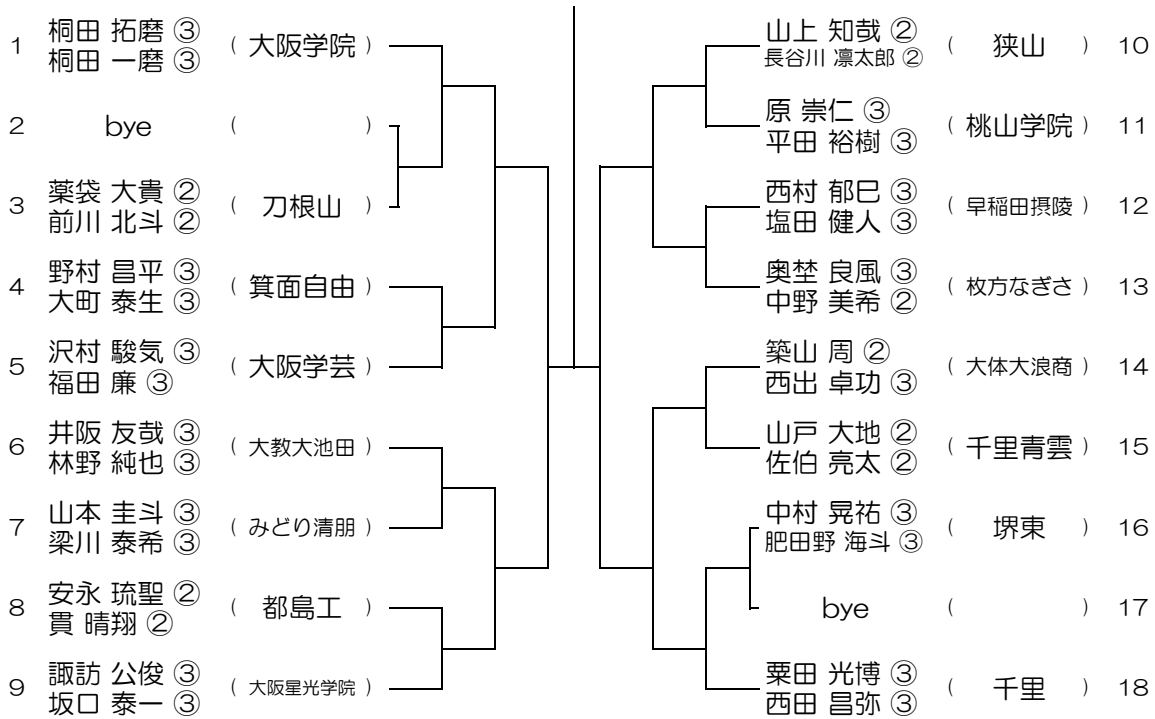 1 桐田 拓磨 ③ ( 大阪学院 )
桐田 一磨 ③
2 bye ( )
3 薬袋 大貴 ② ( 刀根山 )
前川 北斗 ②
4 野村 昌平 ③ ( 箕面自由 )
大町 泰生 ③
5 沢村 駿気 ③ ( 大阪学芸 )
福田 廉 ③
6 井阪 友哉 ③ ( 大教大池田 )
林野 純也 ③
7 山本 圭斗 ③ ( みどり清朋 )
梁川 泰希 ③
8 安永 琉聖 ② ( 都島工 )
貫 晴翔 ②
9 諏訪 公俊 ③ ( 大阪星光学院 )
坂口 泰一 ③
山上 知哉 ② ( 狭山 ) 10
長谷川 凛太郎 ②
原 崇仁 ③ ( 桃山学院 ) 11
平田 裕樹 ③
西村 郁巳 ③ ( 早稲田摂陵 ) 12
塩田 健人 ③
奥埜 良風 ③ ( 枚方なぎさ ) 13
中野 美希 ②
築山 周 ② ( 大体大浪商 ) 14
西出 卓功 ③
山戸 大地 ② ( 千里青雲 ) 15
佐伯 亮太 ②
中村 晃祐 ③ ( 堺東 ) 16
肥田野 海斗 ③
bye ( ) 17
粟田 光博 ③ ( 千里 ) 18
西田 昌弥 ③